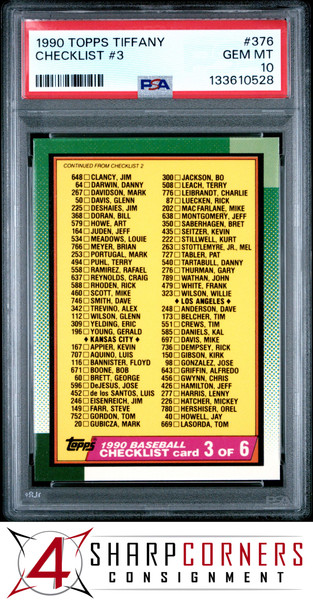 1990 TOPPS TIFFANY #376
CHECKLIST #3 GEM MT
PSA 10
133610528
CONTINUED FROM CHECKLIST 2
648 CLANCY, JIM
64 DARWIN, DANNY
267 DAVIDSON, MARK
50 DAVIS, GLENN
225 DESHAIES, JIM
368 DORAN, BILL
579 HOWE, ART
164 JUDEN, JEFF
534 MEADOWS, LOUIE
766 MEYER, BRIAN
253 PORTUGAL, MARK
494 PUHL, TERRY
558 RAMIREZ, RAFAEL
637 REYNOLDS, CRAIG
588 RHODEN, RICK
460 SCOTT, MIKE
746 SMITH, DAVE
342 TREVINO, ALEX
112 WILSON, GLENN
309 YELDING, ERIC
196 YOUNG, GERALD
♦ KANSAS CITY ♦
167 APPIER, KEVIN
707 AQUINO, LUIS
116 BANNISTER, FLOYD
671 BOONE, BOB
60 BRETT, GEORGE
596 DeJESUS, JOSE
452 de los SANTOS, LUIS
246 EISENREICH, JIM
149 FARR, STEVE
752 GORDON, TOM
20 GUBICZA, MARK
300 JACKSON, BO
508 LEACH, TERRY
87 LUECKEN, RICK
202 MACFARLANE, MIKE
638 MONTGOMERY, JEFF
350 SABERHAGEN, BRET
435 SEITZER, KEVIN
222 STILLWELL, KURT
263 STOTTLEMYRE, JR., MEL
727 TABLER, PAT
540 TARTABULL, DANNY
276 THURMAN, GARY
789 WATHAN, JOHN
479 WHITE, FRANK
323 WILSON, WILLIE
♦ LOS ANGELES ♦
248 ANDERSON, DAVE
173 BELCHER, TIM
551 CREWS, TIM
585 DANIELS, KAL
697 DAVIS, MIKE
736 DEMPSEY, RICK
150 GIBSON, KIRK
98 GONZALEZ, JOSE
643 GRIFFIN, ALFREDO
456 GWYNN, CHRIS
426 HAMILTON, JEFF
277 HARRIS, LENNY
226 HATCHER, MICKEY
780 HERSHISER, OREL
40 HOWELL, JAY
669 LASORDA, TOM
Topps 1990 BASEBALL
CHECKLIST card 3 OF 6
PSA
4 SHARPCORNERS
CONSIGNMENT